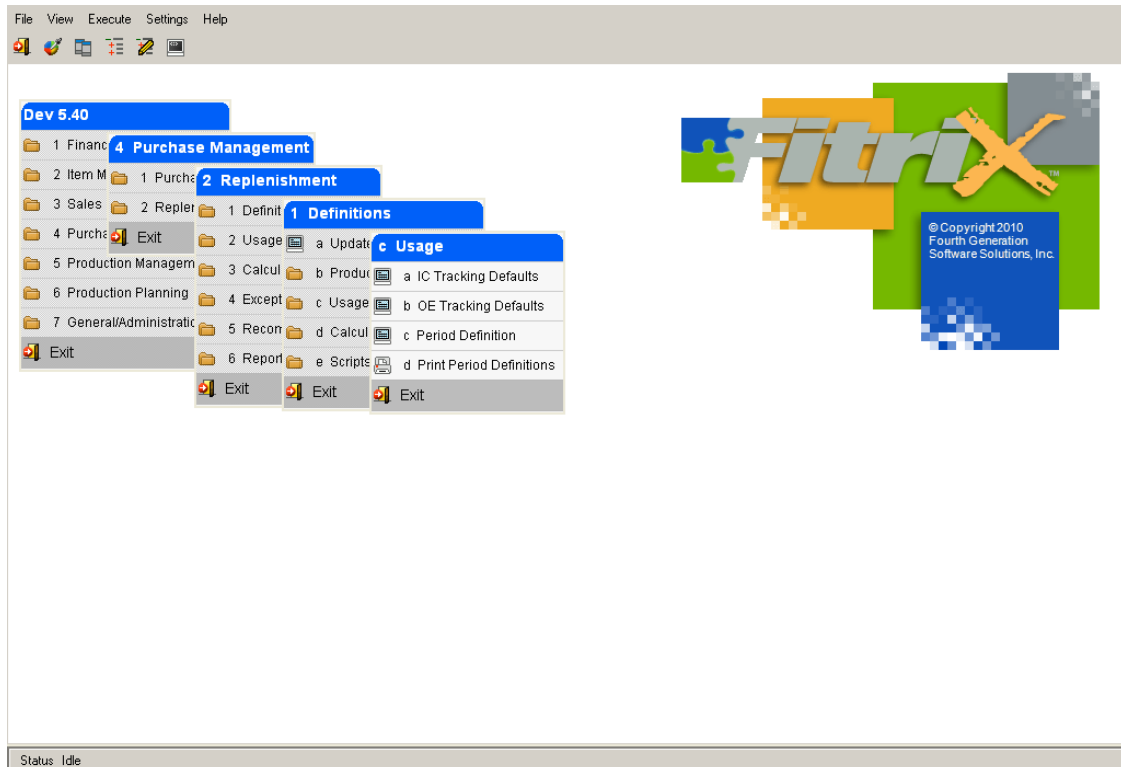 File View Execute Settings Help
Dev 5.40
1 Financ
2 Item M
3 Sales
4 Purcha
5 Production Managem
6 Production Planning
7 General/Administratio
Exit
4 Purchase Management
1 Purcha
2 Repler
Exit
2 Replenishment
1 Definit
2 Usage
3 Calcul
4 Except
5 Recom
6 Report
Exit
1 Definitions
a Update
b Produc
c Usage
d Calcul
e Scripts
Exit
c Usage
a IC Tracking Defaults
b OE Tracking Defaults
c Period Definition
d Print Period Definitions
Exit
FitriX
TM
©Copyright 2010
Fourth Generation
Software Solutions, Inc.
Status Idle